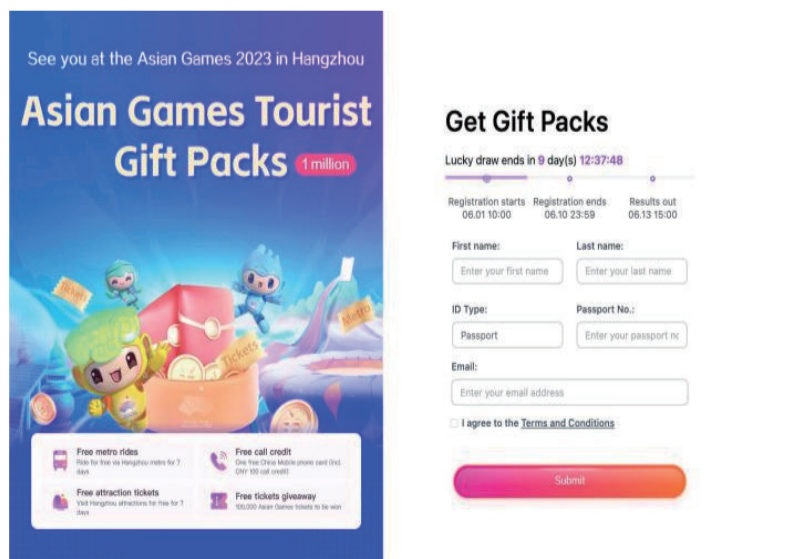 See you at the Asian Games 2023 in Hangzhou
Asian Games Tourist
Gift Packs 1 million
Tickets
Metro
Tickets
Free metro rides
Ride for free via Hangzhou metro for 7
days
Free call credit
One free China Mobile phone card (incl.
CNY 100 call credit)
Free attraction tickets
Visit Hangzhou attractions for free for 7
days
Free tickets giveaway
100,000 Asian Games tickets to be won
Get Gift Packs
Lucky draw ends in 9 day(s) 12:37:48
Registration starts Registration ends Results out
06.01 10:00 06.10 23:59 06.13 15:00
First name: Last name:
Enter your first name Enter your last name
ID Type: Passport No.:
Passport Enter your passport nc
Email:
Enter your email address
I agree to the Terms and Conditions
Submit